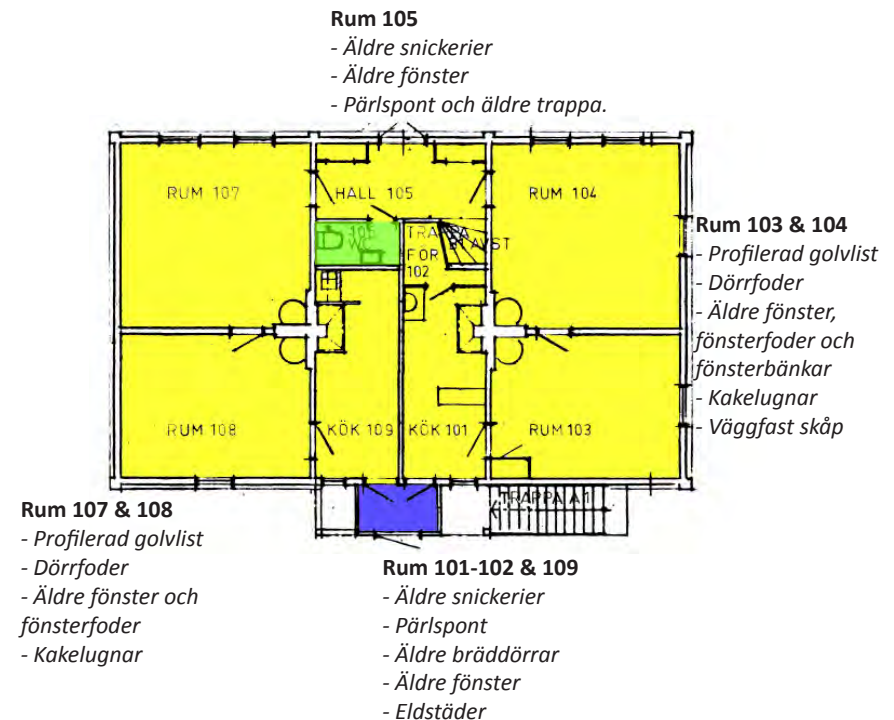 Rum 105
- Äldre snickerier
- Äldre fönster
- Pärlspont och äldre trappa.
RUM 107
HALL 105
RUM 104
WC
TRAPPA
FÖR
102
Rum 103 & 104
- Profilerad golvlist
- Dörrfoder
- Äldre fönster,
fönsterfoder och
fönsterbänkar
- Kakelugnar
- Väggfast skåp
RUM 108
KÖK 109
KÖK 101
RUM 103
TRAPPA A1
Rum 107 & 108
- Profilerad golvlist
- Dörrfoder
- Äldre fönster och
fönsterfoder
- Kakelugnar
Rum 101-102 & 109
- Äldre snickerier
- Pärlspont
- Äldre bräddörrar
- Äldre fönster
- Eldstäder